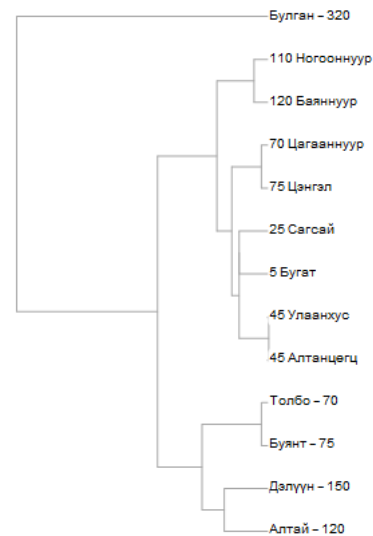 Булган – 320
110 Ногооннуур
120 Баяннуур
70 Цагааннуур
75 Цэнгэл
25 Сагсай
5 Бугат
45 Улаанхус
45 Алтанцөгц
Толбо – 70
Буянт – 75
Дэлүүн – 150
Алтай – 120